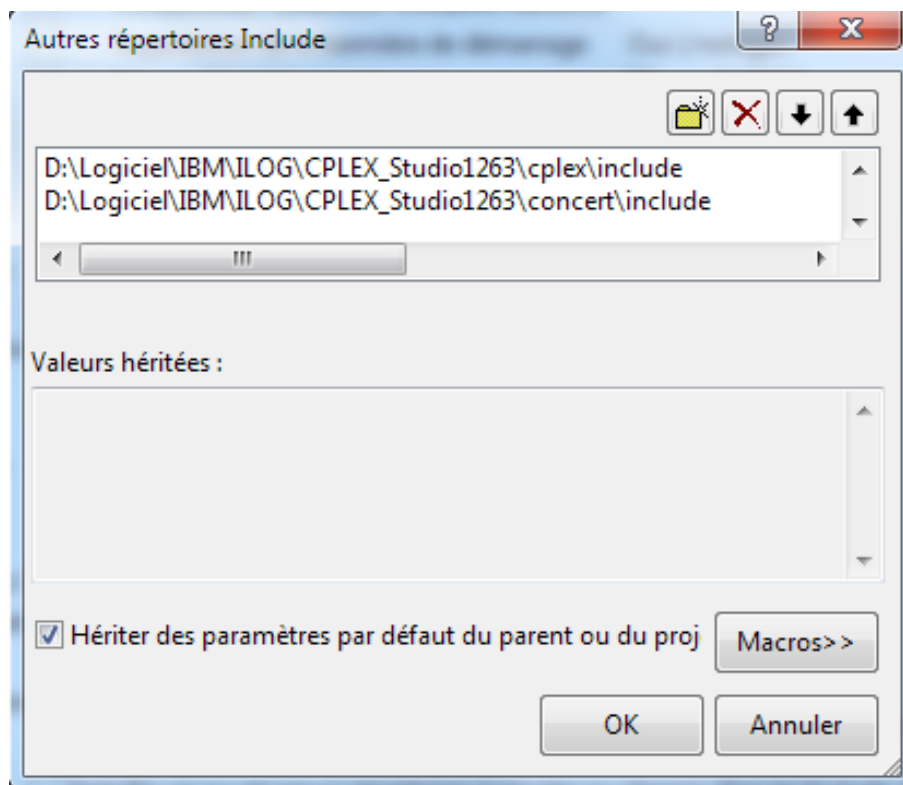 Autres répertoires Include
D:\Logiciel\IBM\ILOG\CPLEX_Studio1263\cplex\include
D:\Logiciel\IBM\ILOG\CPLEX_Studio1263\concert\include
Valeurs héritées :
Hériter des paramètres par défaut du parent ou du proj
Macros>>
OK
Annuler